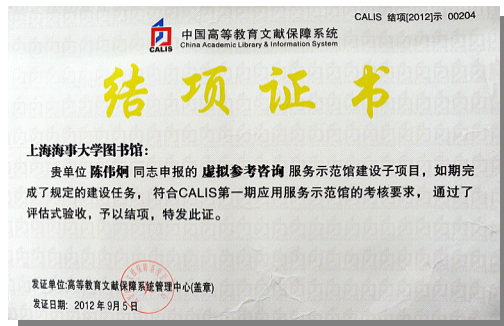 CALIS 结项[2012]示 00204
CALIS
中国高等教育文献保障系统
China Academic Library & Information System
结项证书
上海海事大学图书馆：
贵单位 陈伟炯 同志申报的 虚拟参考咨询 服务示范馆建设子项目，如期完
成了规定的建设任务，符合CALIS第一期应用服务示范馆的考核要求，通过了
评估式验收，予以结项，特发此证。
发证单位:高等教育文献保障系统管理中心(盖章)
发证日期: 2012年9月5日